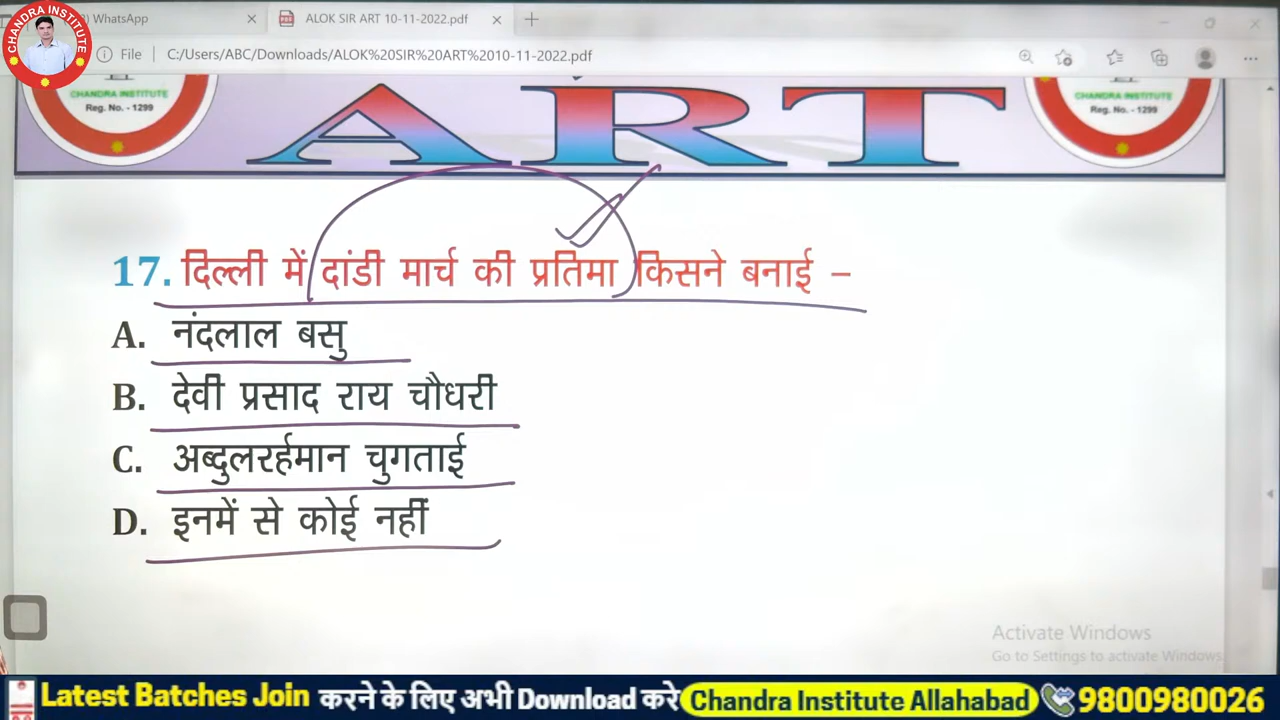 CHANDRA INSTITUTE
WhatsApp
ALOK SIR ART 10-11-2022.pdf
File
C:/Users/ABC/Downloads/ALOK%20SIR%20ART%2010-11-2022.pdf
CHANDRA INSTITUTE
Reg. No. - 1299
ART
CHANDRA INSTITUTE
Reg. No. - 1299
17. दिल्ली में दांडी मार्च की प्रतिमा किसने बनाई –
A. नंदलाल बसु
B. देवी प्रसाद राय चौधरी
C. अब्दुलरर्हमान चुगताई
D. इनमें से कोई नहीं
Activate Windows
Go to Settings to activate Windows.
Latest Batches Join करने के लिए अभी Download करे Chandra Institute Allahabad 9800980026